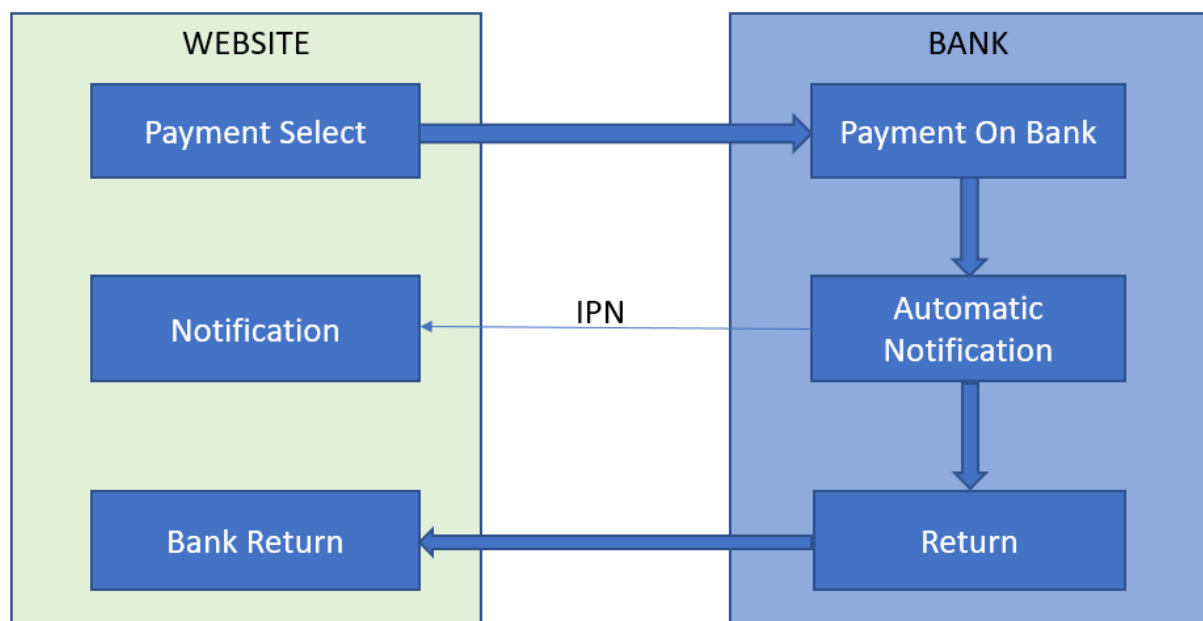 WEBSITE
BANK
Payment Select
Payment On Bank
Notification
IPN
Automatic
Notification
Bank Return
Return